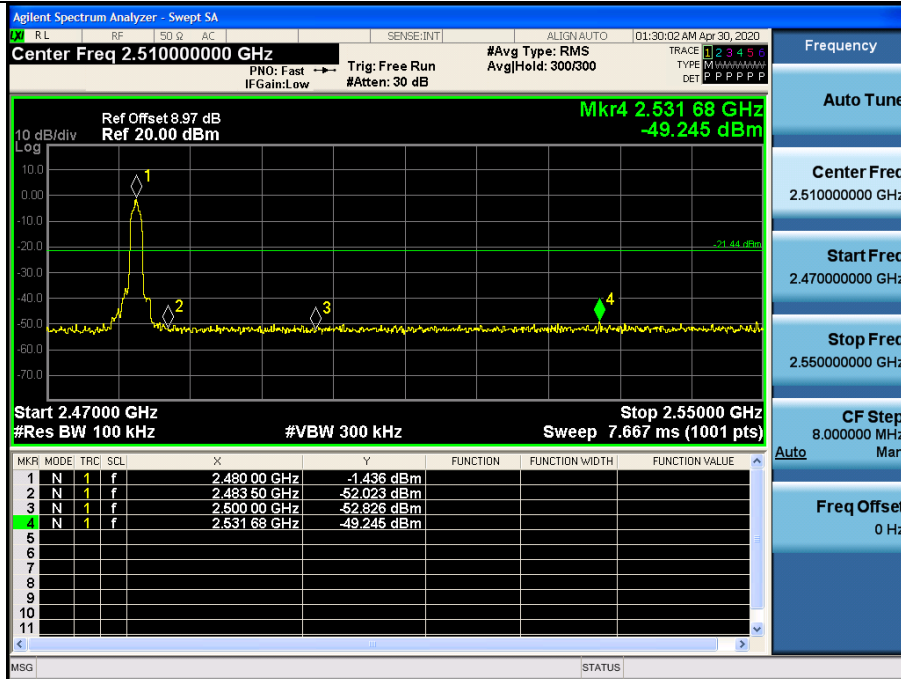 Agilent Spectrum Analyzer - Swept SA
LXI RL RF 50 Ω AC SENSE:INT ALIGN AUTO 01:30:02 AM Apr 30, 2020
Center Freq 2.510000000 GHz
PNO: Fast
IFGain:Low
Trig: Free Run
#Atten: 30 dB
#Avg Type: RMS
Avg|Hold: 300/300
TRACE 1 2 3 4 5 6
TYPE M WWWWW
DET P P P P P P
Ref Offset 8.97 dB
Ref 20.00 dBm
10 dB/div
Log
Mkr4 2.531 68 GHz
-49.245 dBm
10.0
0.00
-10.0
-20.0
-30.0
-40.0
-50.0
-60.0
-70.0
1
2
3
4
-21.44 dBm
Start 2.47000 GHz
Stop 2.55000 GHz
#Res BW 100 kHz
#VBW 300 kHz
Sweep 7.667 ms (1001 pts)
MKR MODE TRC SCL X Y FUNCTION FUNCTION WIDTH FUNCTION VALUE
1 N 1 f 2.480 00 GHz -1.436 dBm
2 N 1 f 2.483 50 GHz -52.023 dBm
3 N 1 f 2.500 00 GHz -52.826 dBm
4 N 1 f 2.531 68 GHz -49.245 dBm
5
6
7
8
9
10
11
MSG
STATUS
Frequency
Auto Tune
Center Freq
2.510000000 GHz
Start Freq
2.470000000 GHz
Stop Freq
2.550000000 GHz
CF Step
8.000000 MHz
Auto Man
Freq Offset
0 Hz